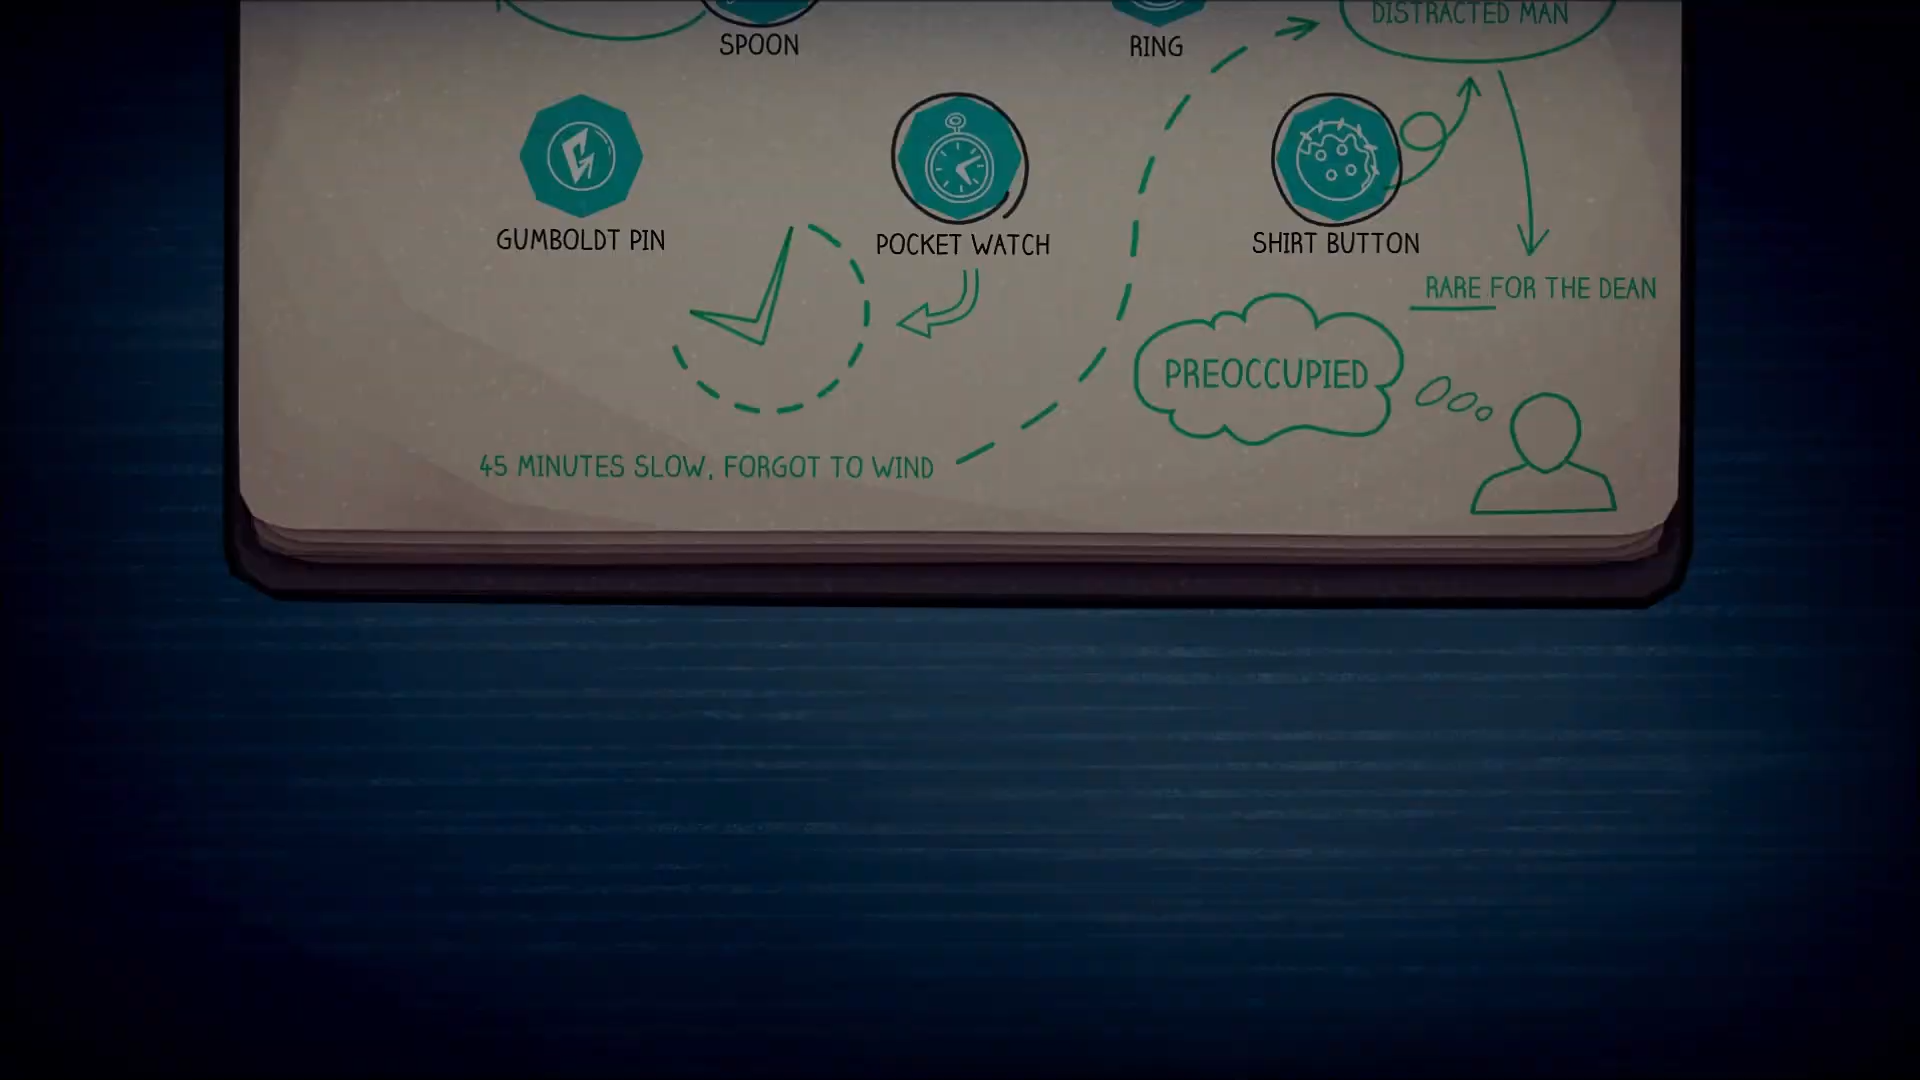 DISTRACTED MAN
SPOON
RING
GUMBOLDT PIN
POCKET WATCH
SHIRT BUTTON
RARE FOR THE DEAN
PREOCCUPIED
45 MINUTES SLOW, FORGOT TO WIND